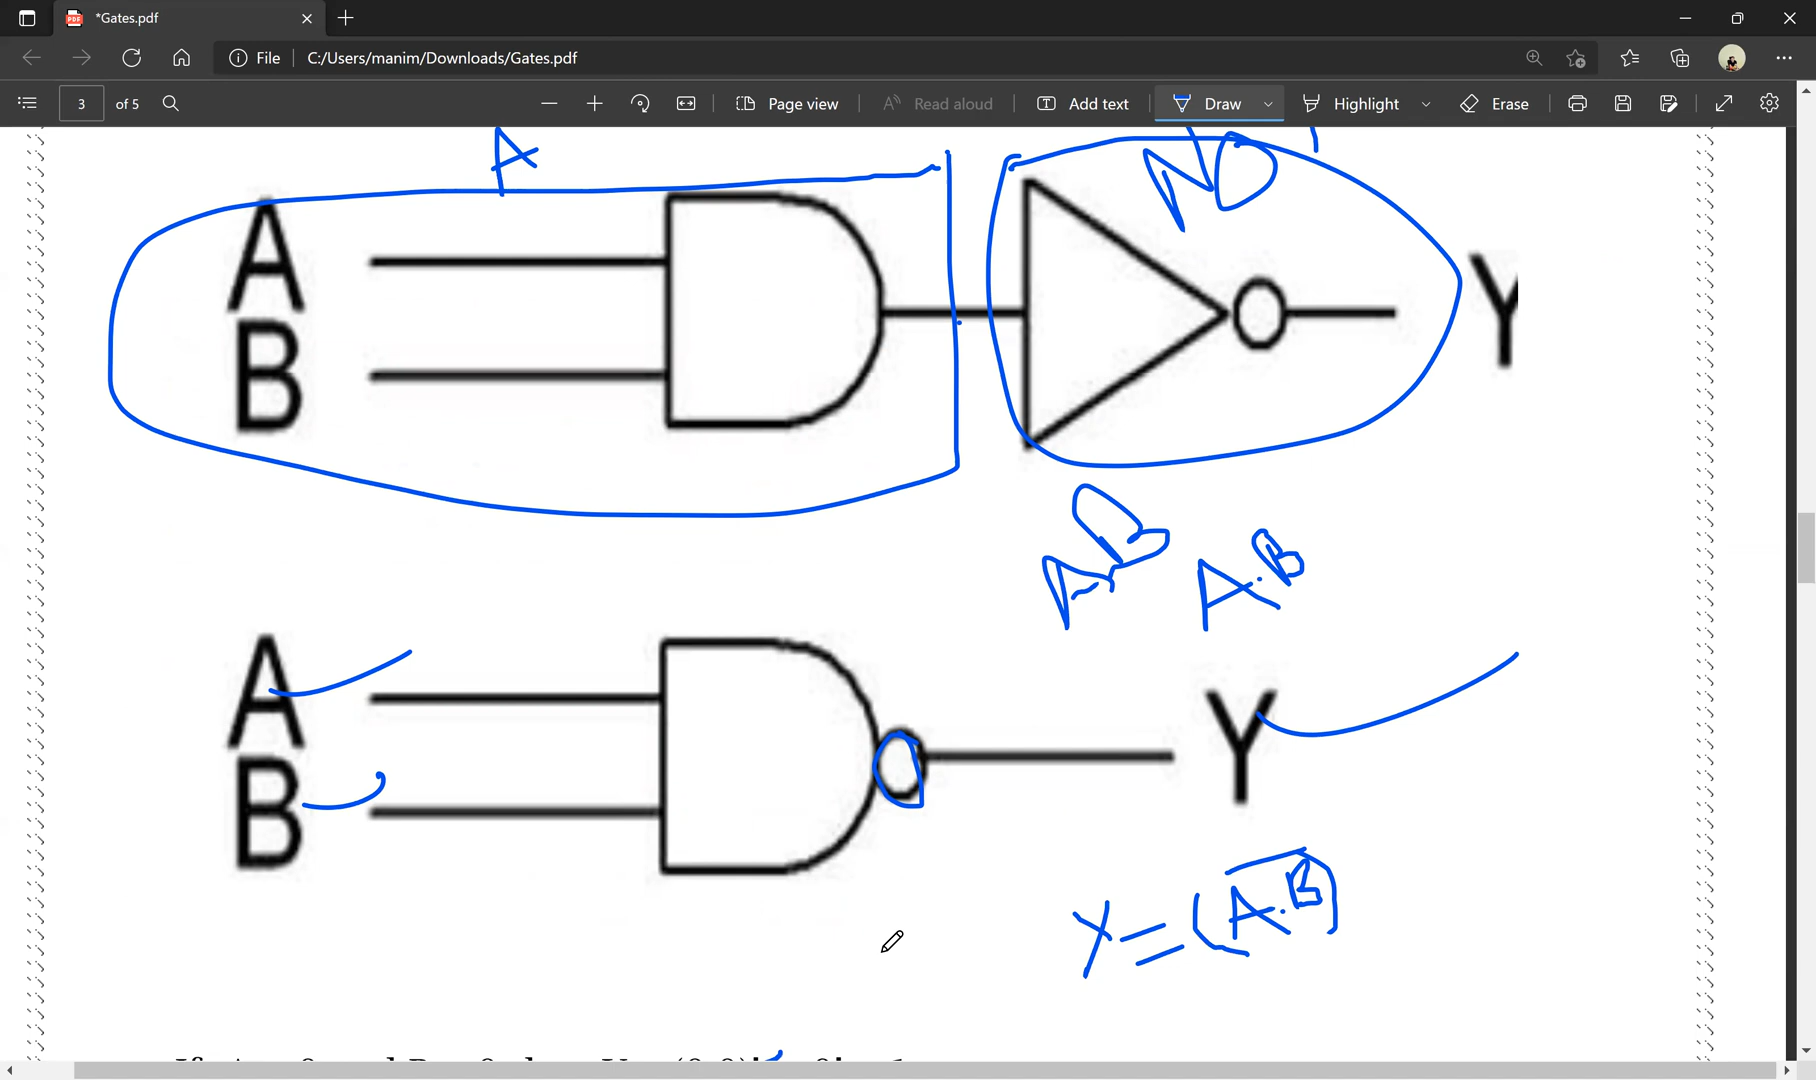 *Gates.pdf
File C:/Users/manim/Downloads/Gates.pdf
3 of 5 Page view Read aloud Add text Draw Highlight Erase
A
NO
A
B
Y
A.B A.B
A
B
Y
Y = (A.B)